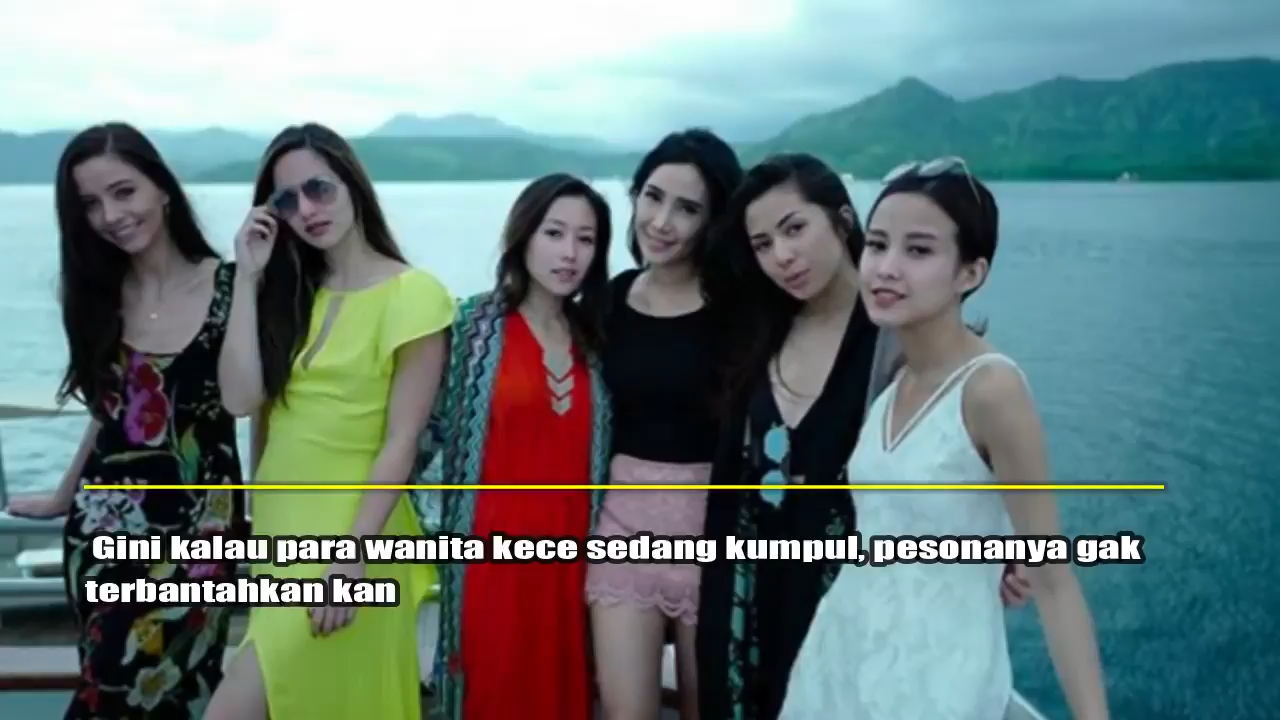 Gini kalau para wanita kece sedang kumpul, pesonanya gak
terbantahkan kan